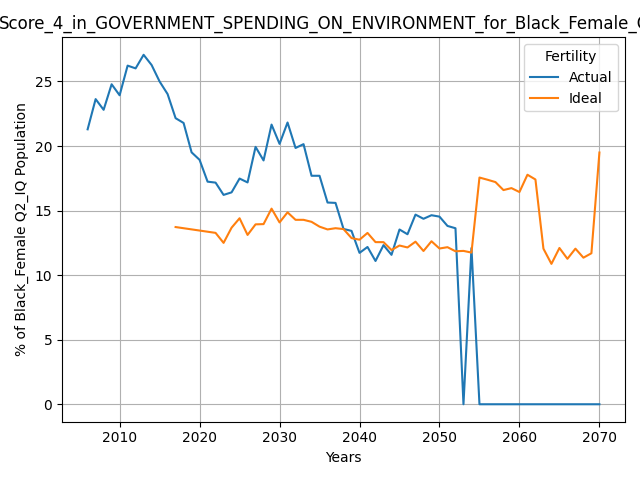 Score_4_in_GOVERNMENT_SPENDING_ON_ENVIRONMENT_for_Black_Female_
Fertility
Actual
Ideal
25
20
15
10
5
0
% of Black_Female Q2_IQ Population
2010 2020 2030 2040 2050 2060 2070
Years